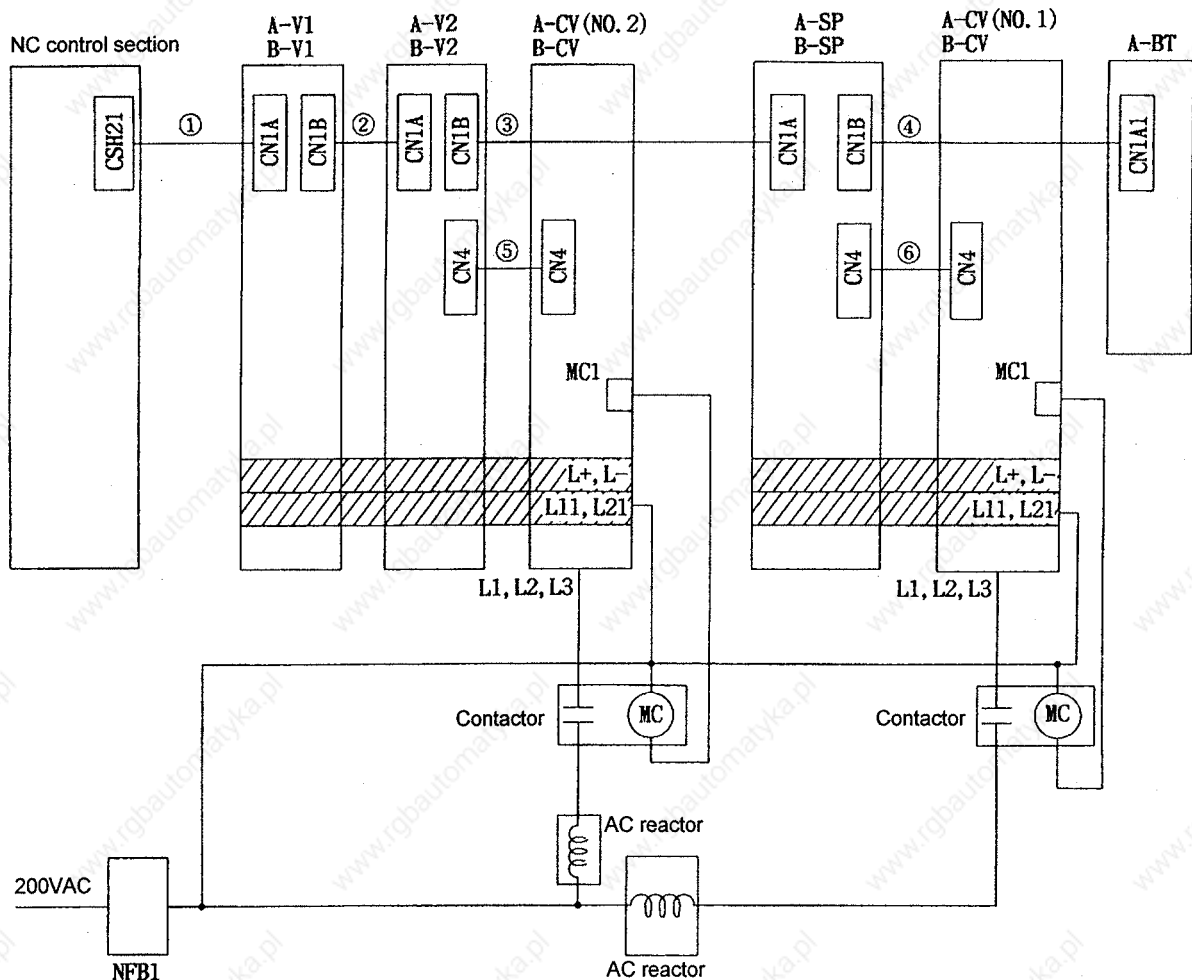 NC control section
A-V1
B-V1
A-V2
B-V2
A-CV(NO. 2)
B-CV
A-SP
B-SP
A-CV(NO. 1)
B-CV
A-BT
CSH21
①
CN1A
CN1B
②
CN1A
CN1B
③
CN1A
CN1B
④
CN1A1
CN4
⑤
CN4
CN4
⑥
CN4
MC1
MC1
L+, L-
L11, L21
L+, L-
L11, L21
L1, L2, L3
L1, L2, L3
Contactor
MC
Contactor
MC
AC reactor
200VAC
NFB1
AC reactor
www.rgbautomatyka.pl